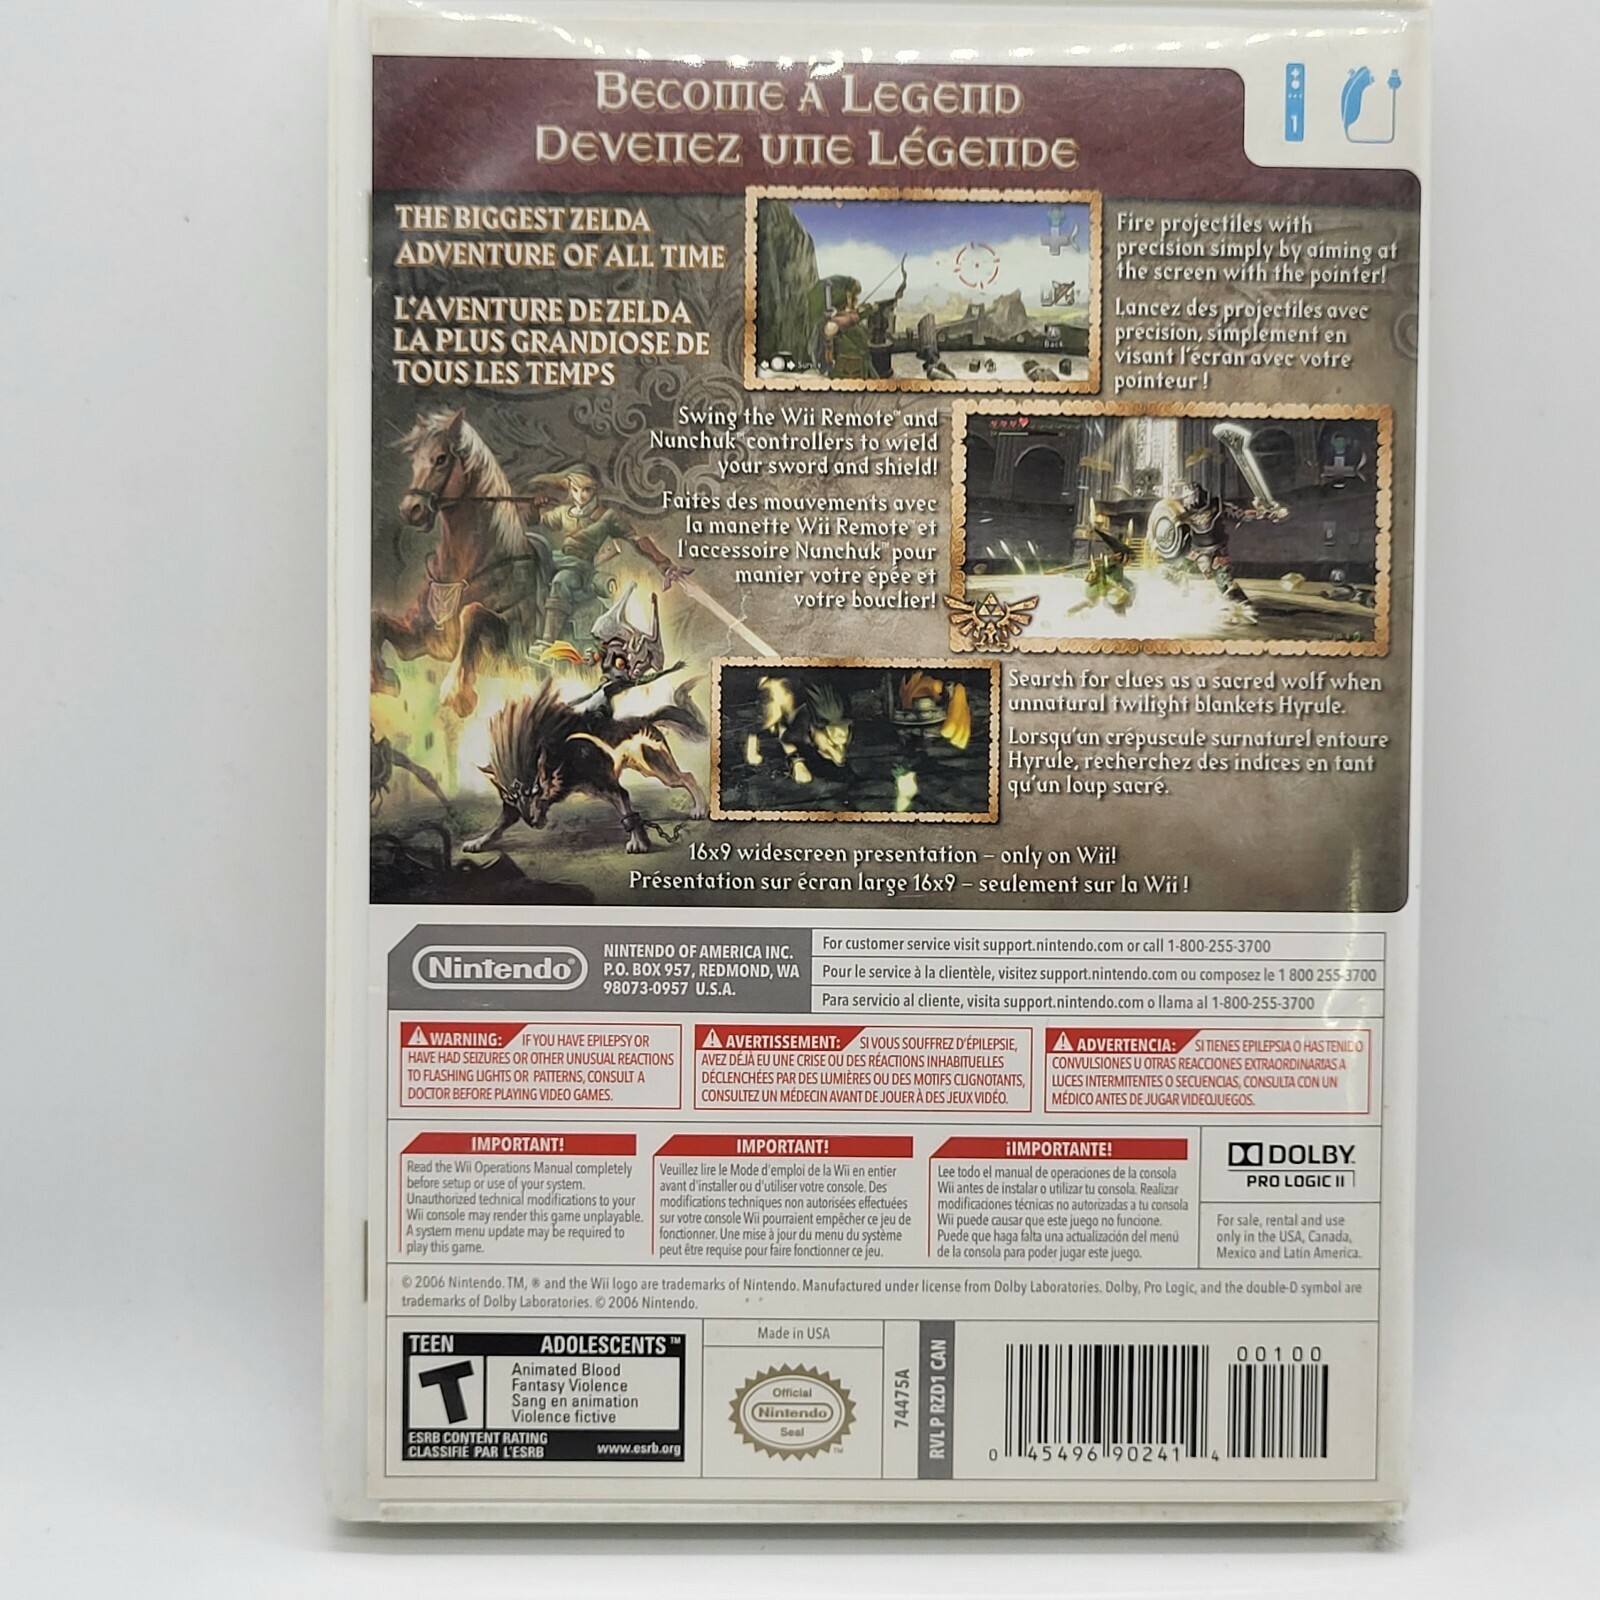 BECOME A LEGEND
DEVENEZ UNE LÉGENDE
1
THE BIGGEST ZELDA
ADVENTURE OF ALL TIME
L'AVENTURE DE ZELDA
LA PLUS GRANDIOSE DE
TOUS LES TEMPS
Back
Fire projectiles with
precision simply by aiming at
the screen with the pointer!
Lancez des projectiles avec
précision, simplement en
visant l'écran avec votre
pointeur !
Swing the Wii Remote™ and
Nunchuk™ controllers to wield
your sword and shield!
Faites des mouvements avec
la manette Wii Remote™ et
l'accessoire Nunchuk™ pour
manier votre épée et
votre bouclier!
Search for clues as a sacred wolf when
unnatural twilight blankets Hyrule.
Lorsqu'un crépuscule surnaturel entoure
Hyrule, recherchez des indices en tant
qu'un loup sacré.
16x9 widescreen presentation – only on Wii!
Présentation sur écran large 16x9 – seulement sur la Wii !
Nintendo®
NINTENDO OF AMERICA INC.
P.O. BOX 957, REDMOND, WA
98073-0957 U.S.A.
For customer service visit support.nintendo.com or call 1-800-255-3700
Pour le service à la clientèle, visitez support.nintendo.com ou composez le 1 800 255-3700
Para servicio al cliente, visita support.nintendo.com o llama al 1-800-255-3700
WARNING: IF YOU HAVE EPILEPSY OR
HAVE HAD SEIZURES OR OTHER UNUSUAL REACTIONS
TO FLASHING LIGHTS OR PATTERNS, CONSULT A
DOCTOR BEFORE PLAYING VIDEO GAMES.
AVERTISSEMENT: SI VOUS SOUFFREZ D'ÉPILEPSIE,
AVEZ DÉJÀ EU UNE CRISE OU DES RÉACTIONS INHABITUELLES
DÉCLENCHÉES PAR DES LUMIÈRES OU DES MOTIFS CLIGNOTANTS,
CONSULTEZ UN MÉDECIN AVANT DE JOUER À DES JEUX VIDÉO.
ADVERTENCIA: SI TIENES EPILEPSIA O HAS TENIDO
CONVULSIONES U OTRAS REACCIONES EXTRAORDINARIAS A
LUCES INTERMITENTES O SECUENCIAS, CONSULTA CON UN
MÉDICO ANTES DE JUGAR VIDEOJUEGOS.
IMPORTANT!
Read the Wii Operations Manual completely
before setup or use of your system.
Unauthorized technical modifications to your
Wii console may render this game unplayable.
A system menu update may be required to
play this game.
IMPORTANT!
Veuillez lire le Mode d'emploi de la Wii en entier
avant d'installer ou d'utiliser votre console. Des
modifications techniques non autorisées effectuées
sur votre console Wii pourraient empêcher ce jeu de
fonctionner. Une mise à jour du menu du système
peut être requise pour faire fonctionner ce jeu.
¡IMPORTANTE!
Lee todo el manual de operaciones de la consola
Wii antes de instalar o utilizar tu consola. Realizar
modificaciones técnicas no autorizadas a tu consola
Wii puede causar que este juego no funcione.
Puede que haga falta una actualización del menú
de la consola para poder jugar este juego.
DOLBY
PRO LOGIC II
For sale, rental and use
only in the USA, Canada,
Mexico and Latin America.
© 2006 Nintendo. TM, ® and the Wii logo are trademarks of Nintendo. Manufactured under license from Dolby Laboratories. Dolby, Pro Logic, and the double-D symbol are
trademarks of Dolby Laboratories. © 2006 Nintendo.
TEEN ADOLESCENTS™
T
Animated Blood
Fantasy Violence
Sang en animation
Violence fictive
ESRB CONTENT RATING
CLASSIFIÉ PAR L'ESRB
www.esrb.org
Made in USA
Official
Nintendo
Seal
™
74475A
RVL P RZD1 CAN
0 45496 90241 4
00100